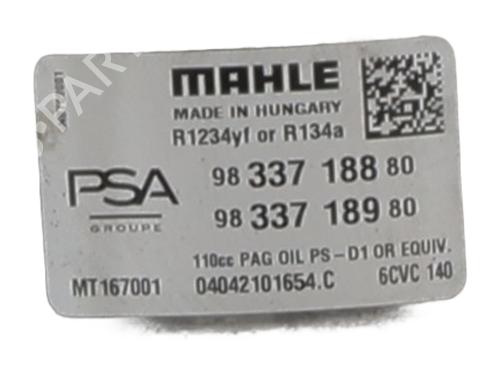 MAHLE
MADE IN HUNGARY
R1234yf or R134a
PSA
GROUPE
98 337 188 80
98 337 189 80
110cc PAG OIL PS-D1 OR EQUIV.
MT167001 04042101654.C 6CVC 140